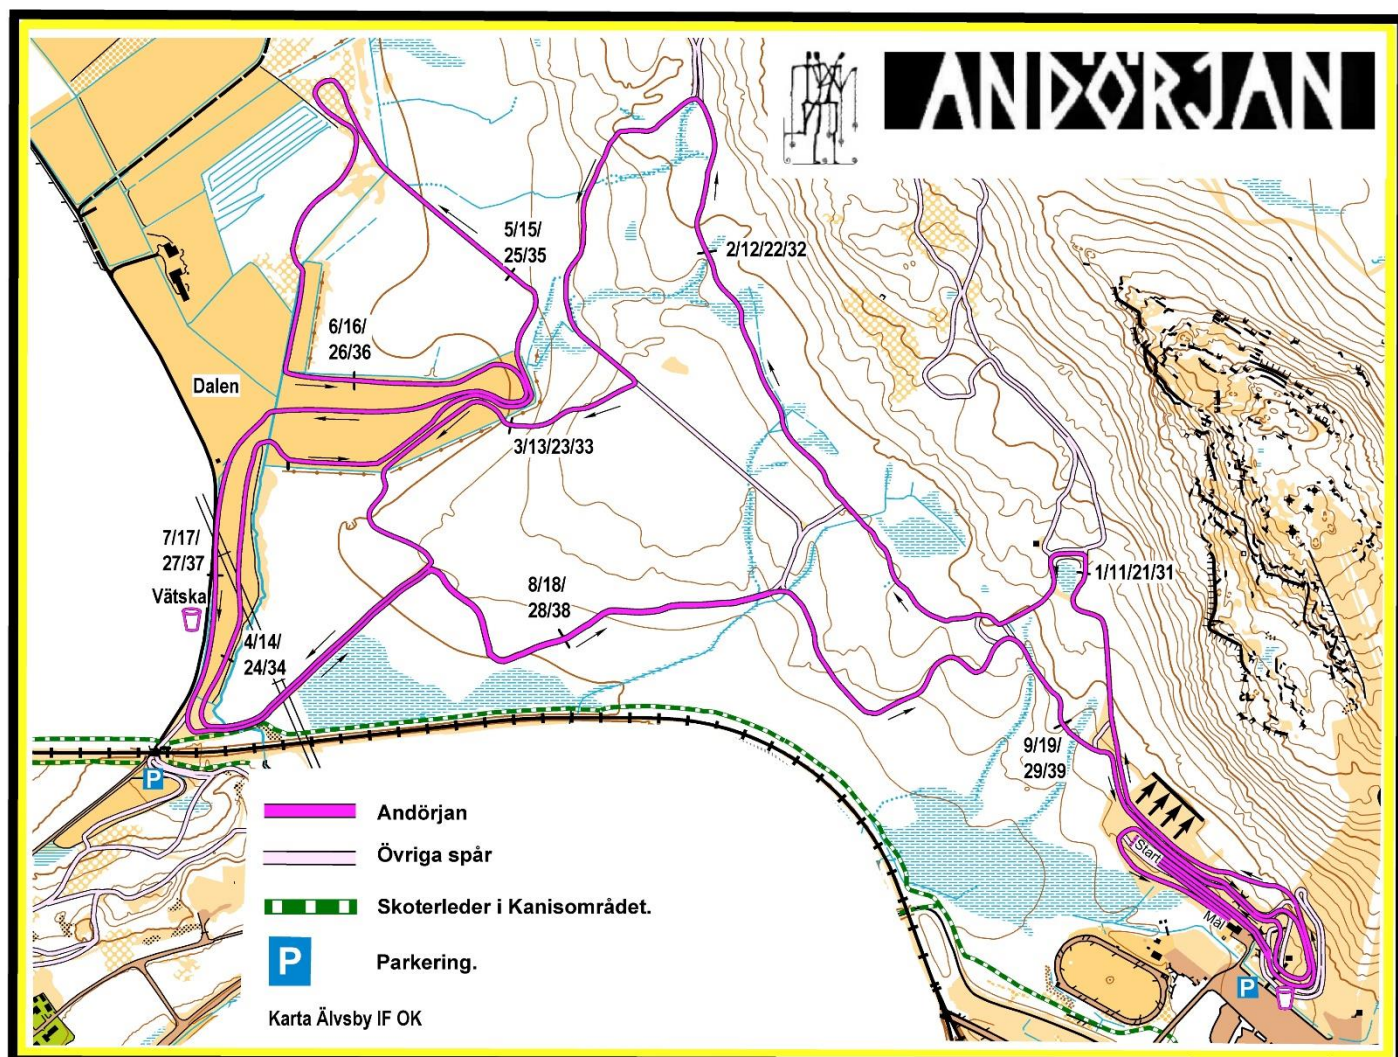 ANDÖRJAN
5/15/
25/35
2/12/22/32
6/16/
26/36
Dalen
3/13/23/33
7/17/
27/37
Vätska
4/14/
24/34
8/18/
28/38
1/11/21/31
9/19/
29/39
Start
Mål
P
P
Andörjan
Övriga spår
Skoterleder i Kanisområdet.
P
Parkering.
Karta Älvsby IF OK